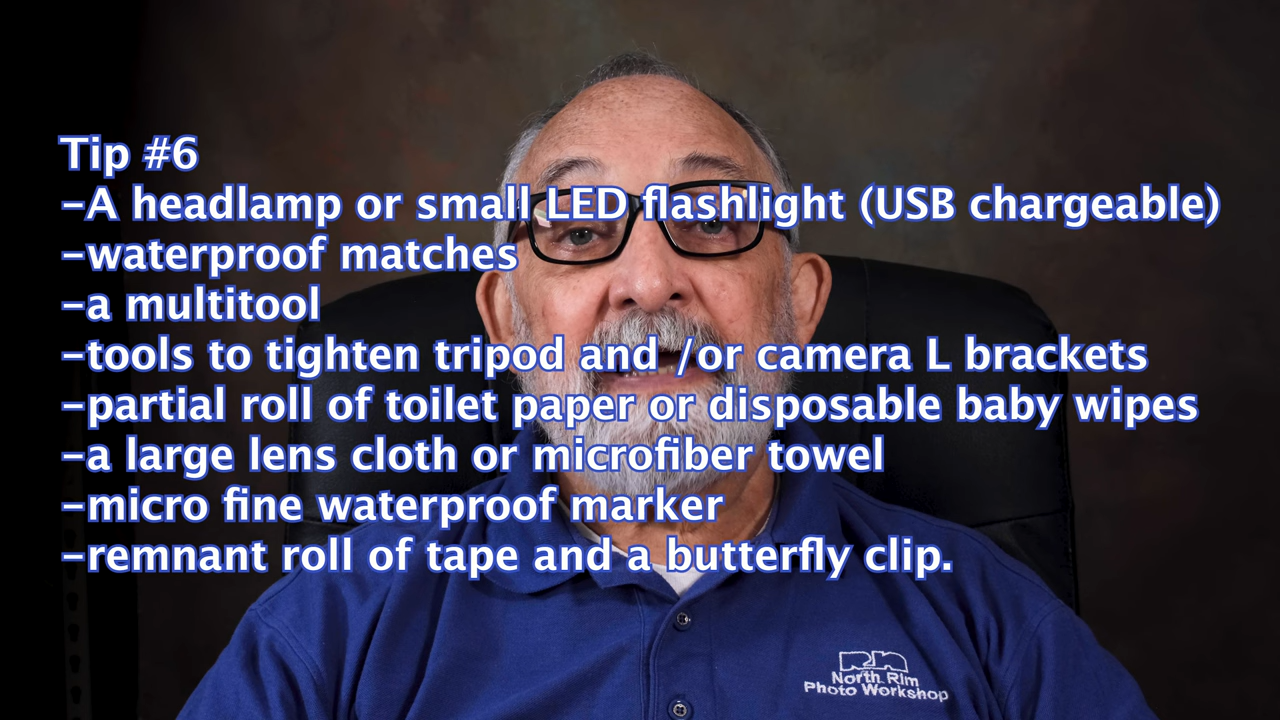 Tip #6
-A headlamp or small LED flashlight (USB chargeable)
-waterproof matches
-a multitool
-tools to tighten tripod and /or camera L brackets
-partial roll of toilet paper or disposable baby wipes
-a large lens cloth or microfiber towel
-micro fine waterproof marker
-remnant roll of tape and a butterfly clip.
North Rim
Photo Workshop